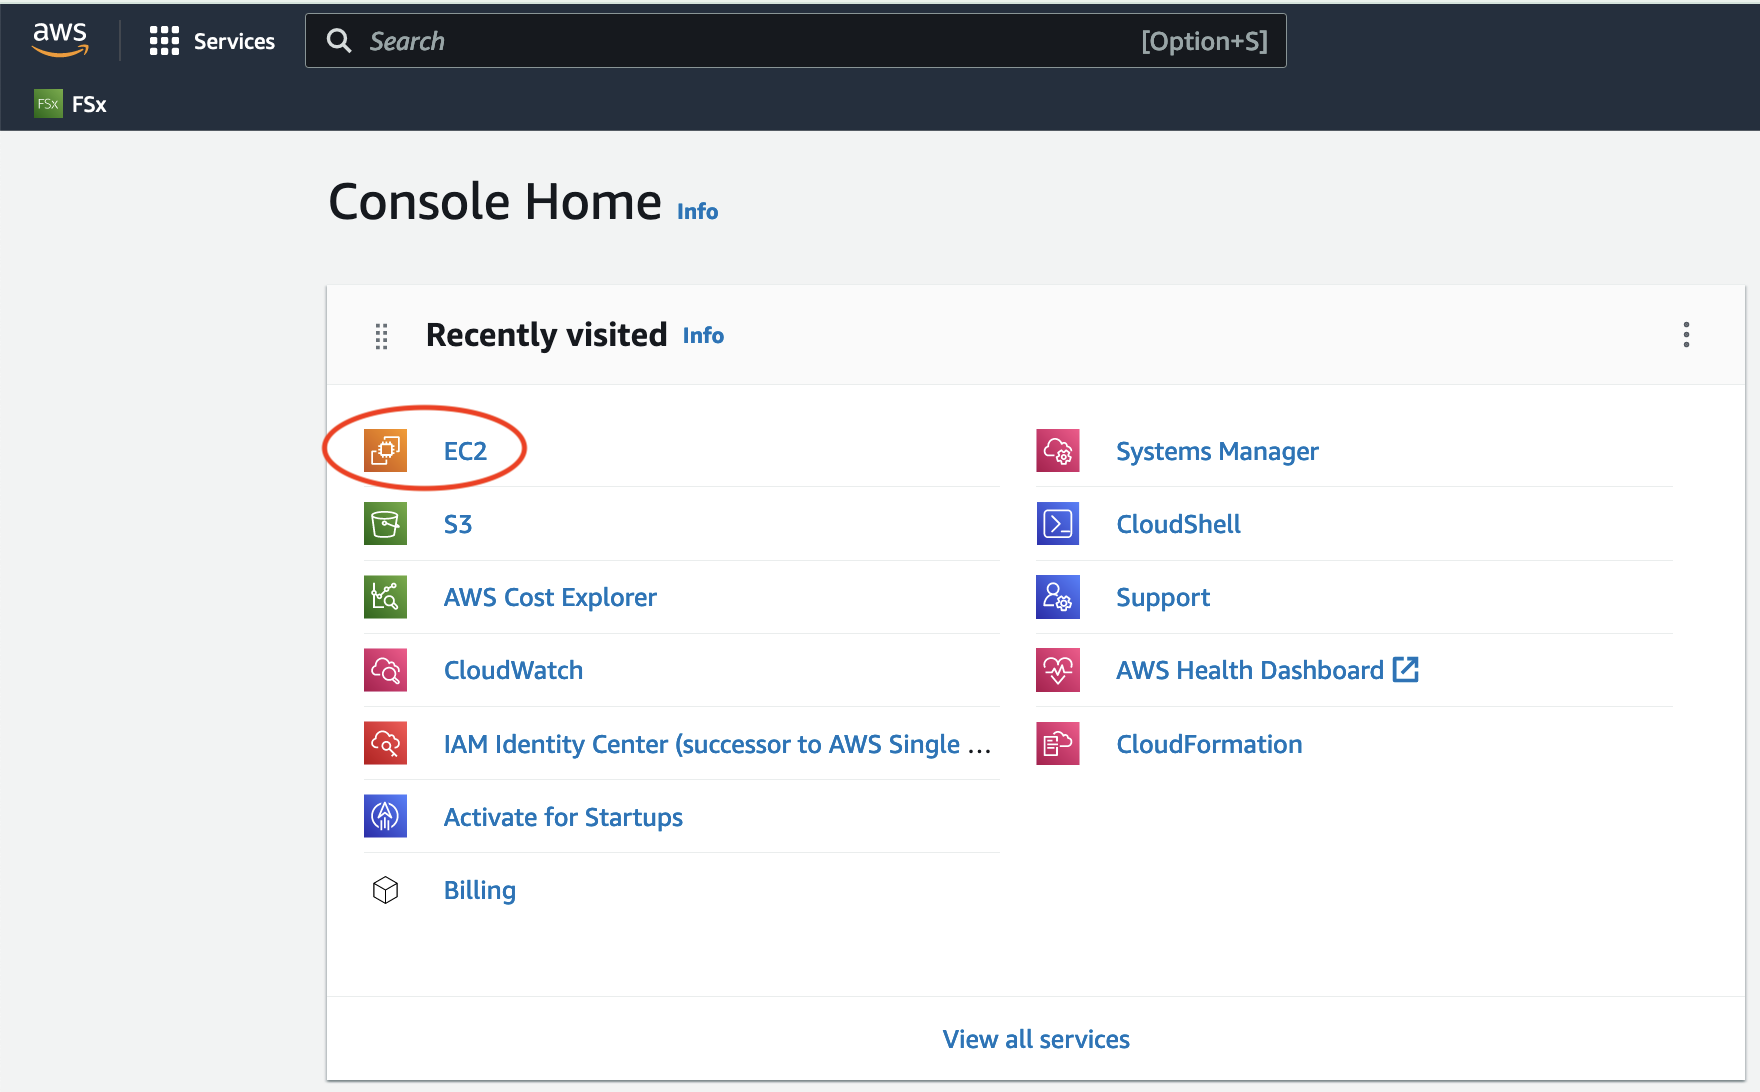 aws
Services
Search
[Option+S]
FSx
FSx
Console Home Info
Recently visited Info
EC2
S3
AWS Cost Explorer
CloudWatch
IAM Identity Center (successor to AWS Single ...
Activate for Startups
Billing
Systems Manager
CloudShell
Support
AWS Health Dashboard
CloudFormation
View all services